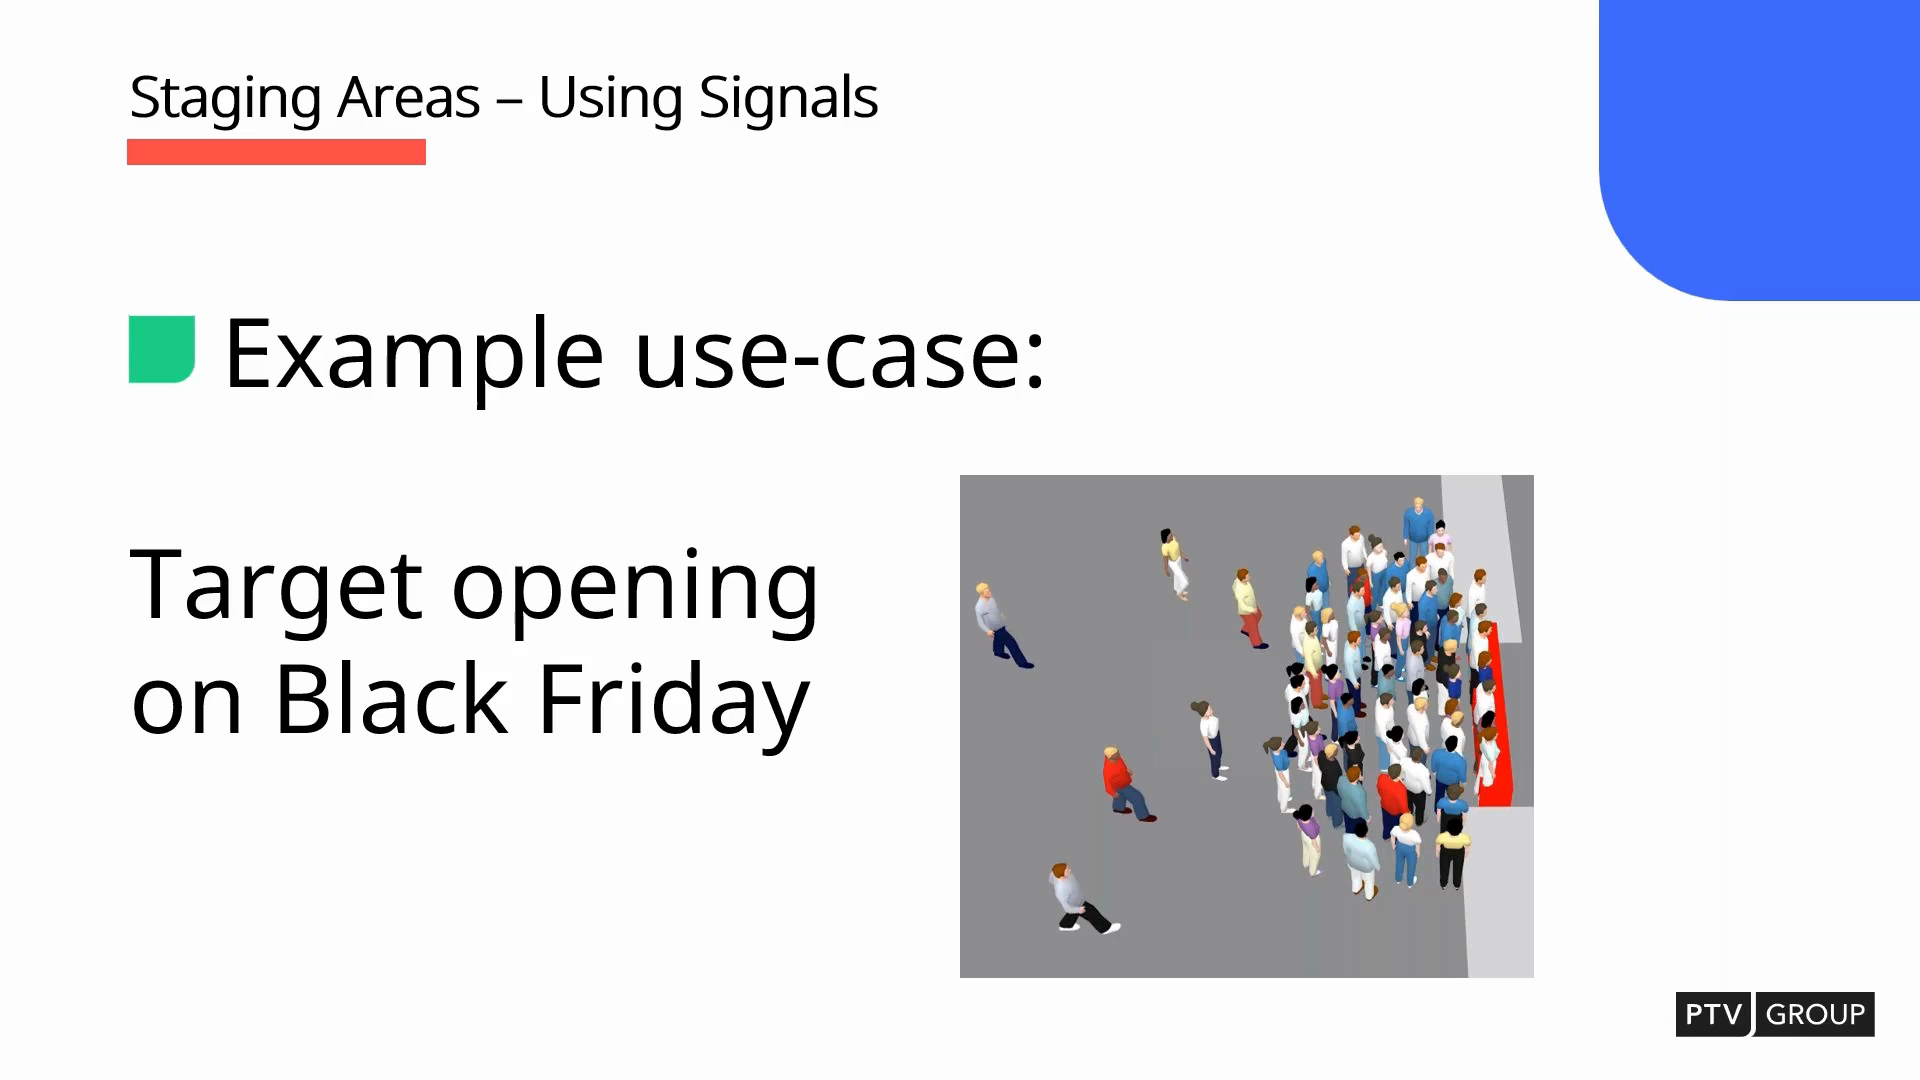 Staging Areas – Using Signals
Example use-case:
Target opening
on Black Friday
PTV GROUP